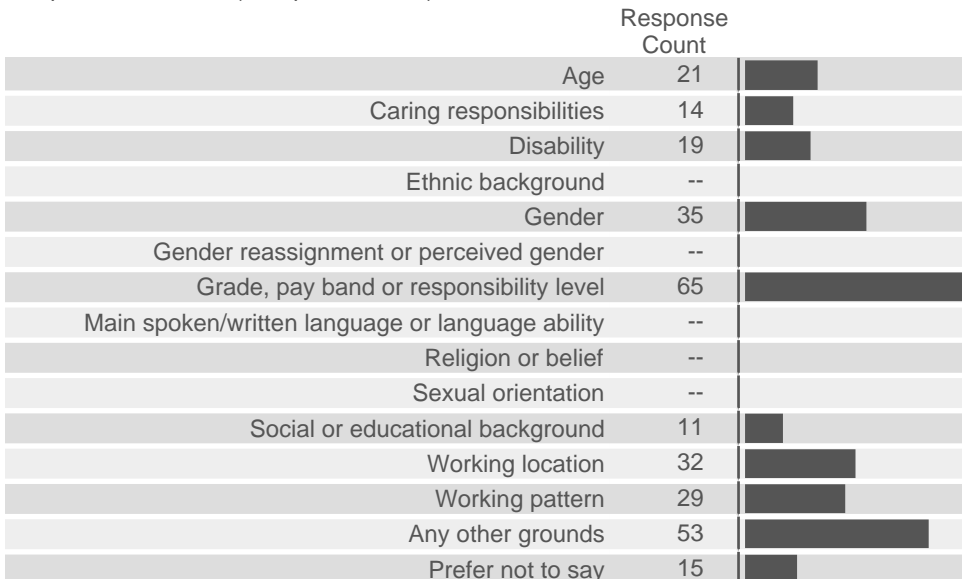 Response
Count
Age 21
Caring responsibilities 14
Disability 19
Ethnic background --
Gender 35
Gender reassignment or perceived gender --
Grade, pay band or responsibility level 65
Main spoken/written language or language ability --
Religion or belief --
Sexual orientation --
Social or educational background 11
Working location 32
Working pattern 29
Any other grounds 53
Prefer not to say 15